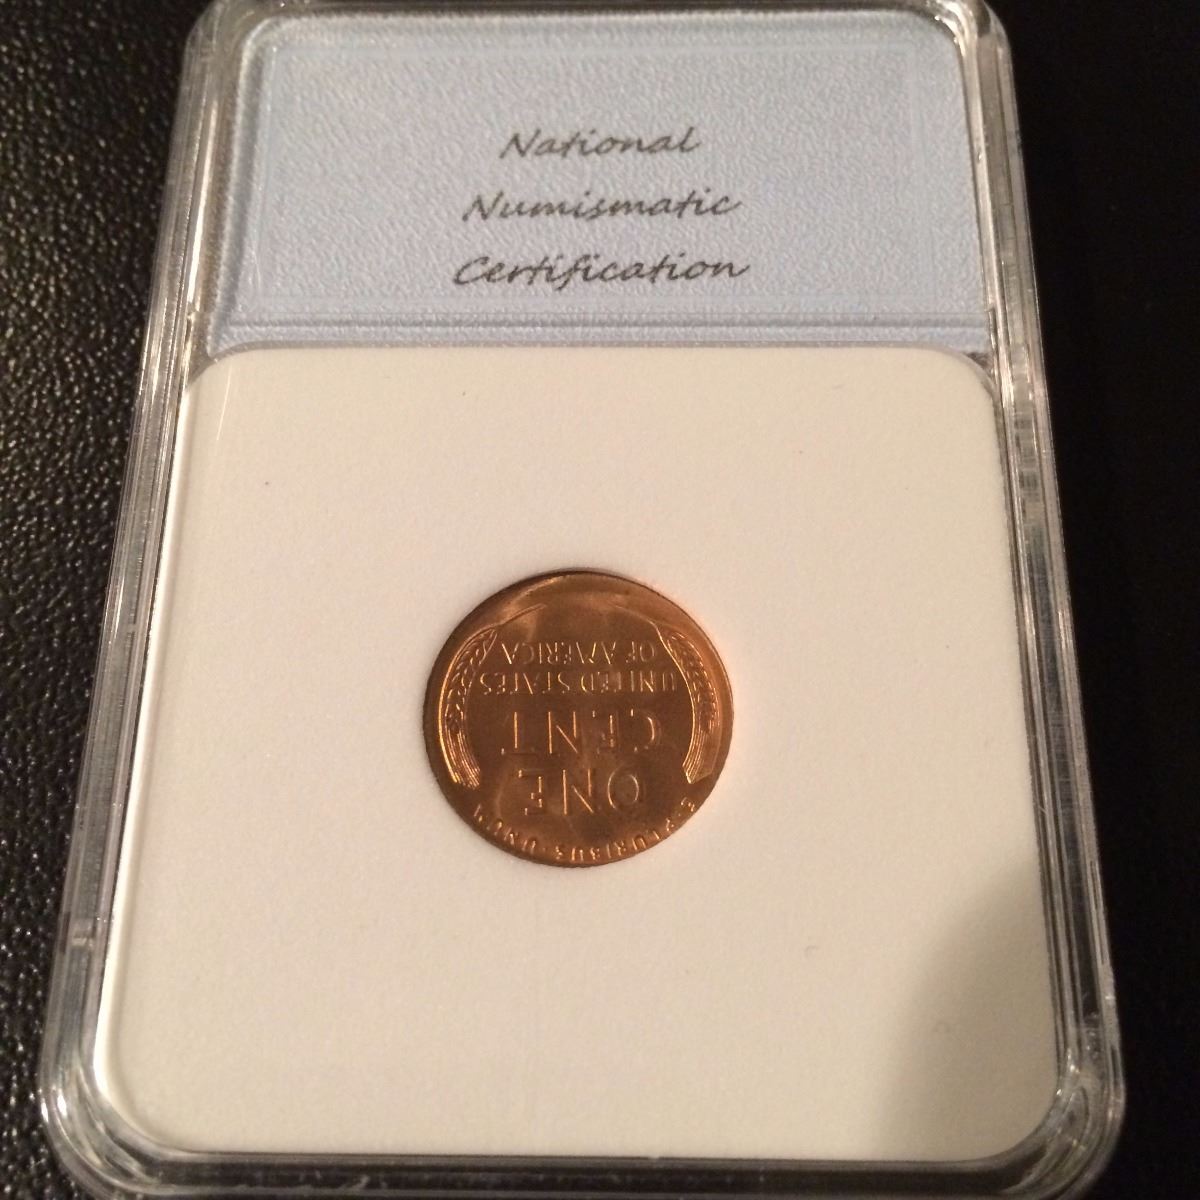 National
Numismatic
Certification
E·PLURIBUS·UNUM
ONE
CENT
UNITED STATES
OF AMERICA